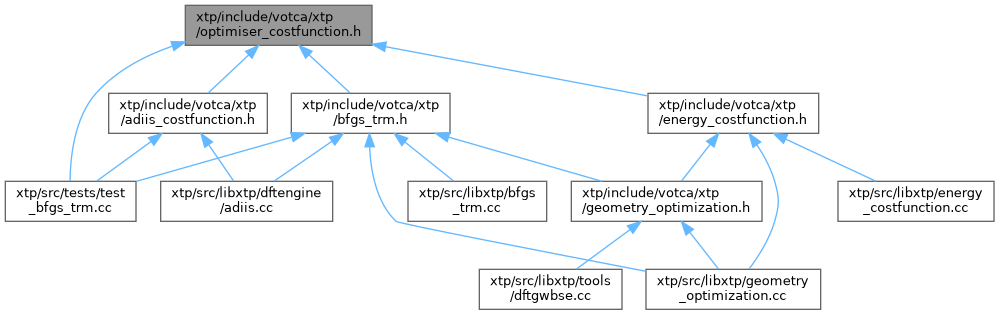 xtp/include/votca/xtp
/optimiser_costfunction.h
xtp/include/votca/xtp
/adiis_costfunction.h
xtp/include/votca/xtp
/bfgs_trm.h
xtp/include/votca/xtp
/energy_costfunction.h
xtp/src/tests/test
_bfgs_trm.cc
xtp/src/libxtp/dftengine
/adiis.cc
xtp/src/libxtp/bfgs
_trm.cc
xtp/include/votca/xtp
/geometry_optimization.h
xtp/src/libxtp/energy
_costfunction.cc
xtp/src/libxtp/tools
/dftgwbse.cc
xtp/src/libxtp/geometry
_optimization.cc